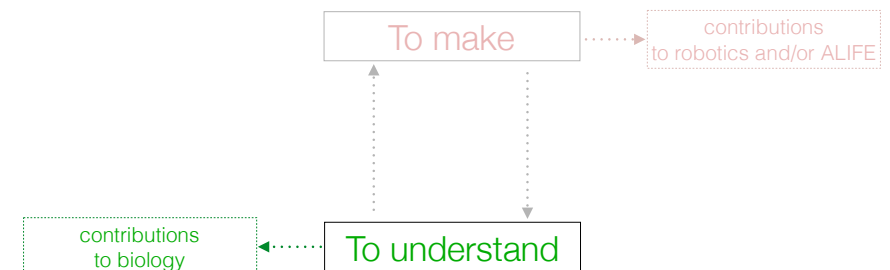 To make
contributions
to robotics and/or ALIFE
contributions
to biology
To understand